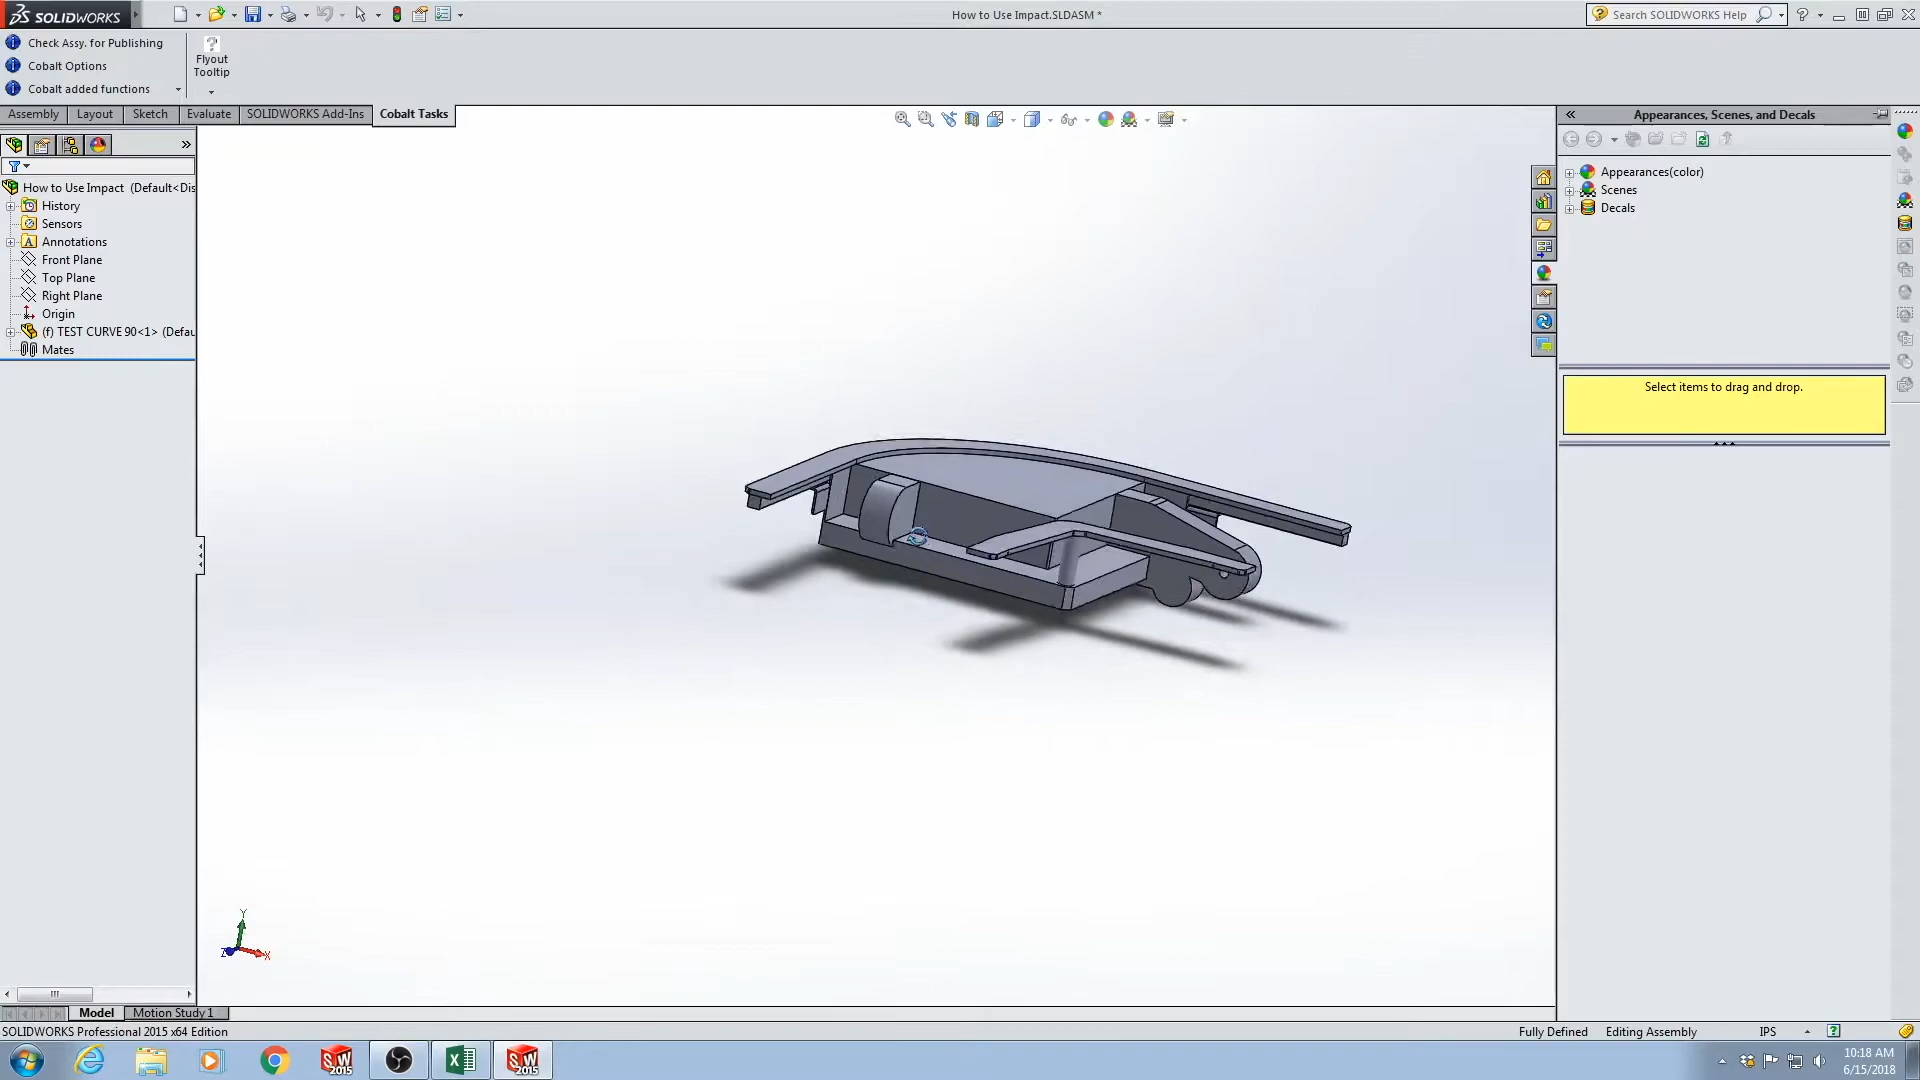 SOLIDWORKS
How to Use Impact.SLDASM *
Search SOLIDWORKS Help
Check Assy. for Publishing
Cobalt Options
Cobalt added functions
Flyout
Tooltip
Assembly
Layout
Sketch
Evaluate
SOLIDWORKS Add-Ins
Cobalt Tasks
Appearances, Scenes, and Decals
How to Use Impact (Default<Dis
History
Sensors
Annotations
Front Plane
Top Plane
Right Plane
Origin
(f) TEST CURVE 90<1> (Defau
Mates
Appearances(color)
Scenes
Decals
Select items to drag and drop.
Y
Z
X
Model
Motion Study 1
SOLIDWORKS Professional 2015 x64 Edition
Fully Defined
Editing Assembly
IPS
SW
2015
SW
2015
10:18 AM
6/15/2018